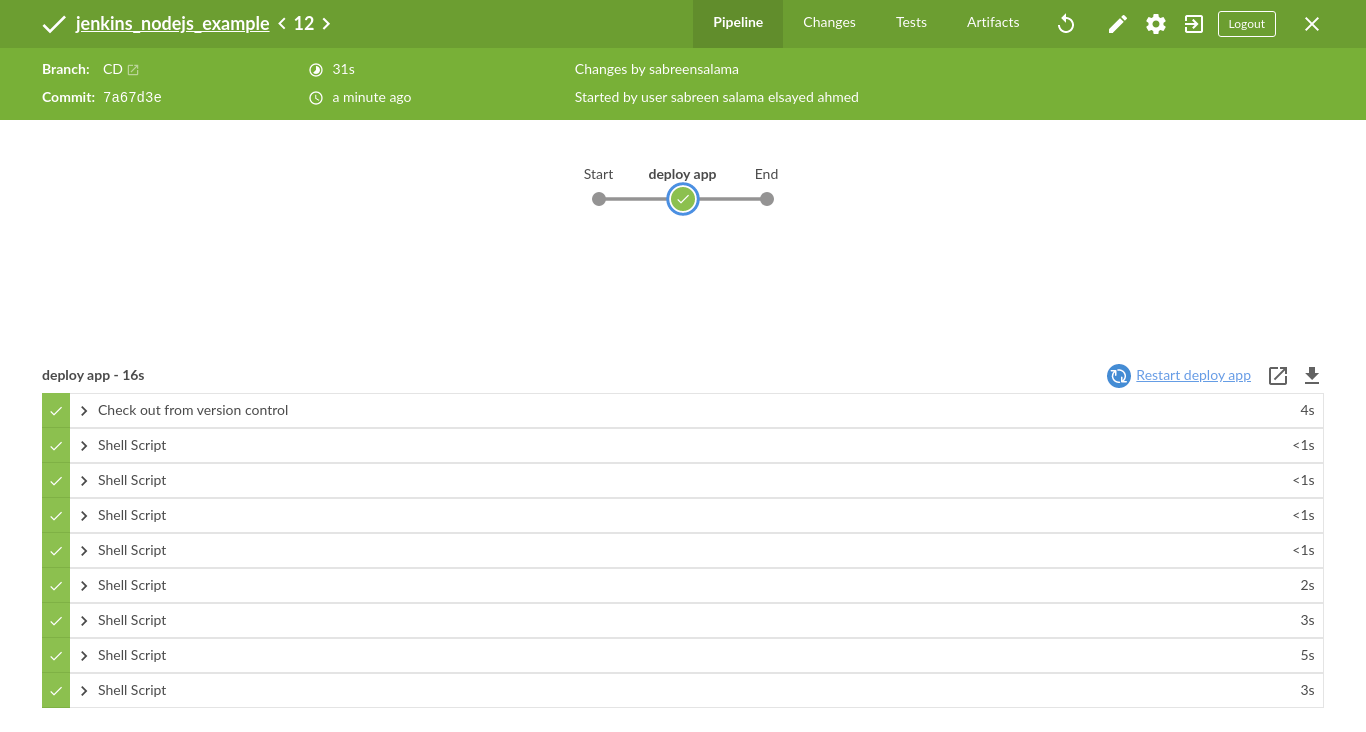 jenkins_nodejs_example < 12 >
Pipeline Changes Tests Artifacts Logout
Branch: CD 31s Changes by sabreensalama
Commit: 7a67d3e a minute ago Started by user sabreen salama elsayed ahmed
Start deploy app End
deploy app - 16s Restart deploy app
Check out from version control 4s
Shell Script <1s
Shell Script <1s
Shell Script <1s
Shell Script <1s
Shell Script 2s
Shell Script 3s
Shell Script 5s
Shell Script 3s